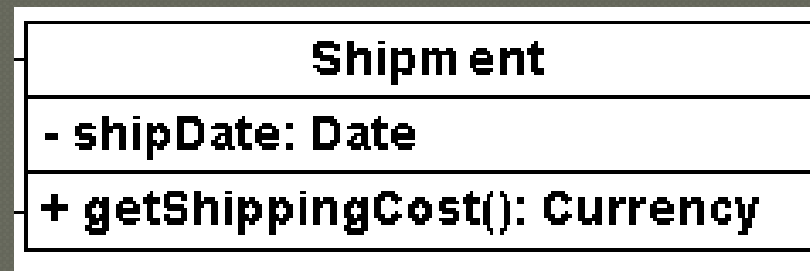 Shipment
- shipDate: Date
+ getShippingCost(): Currency